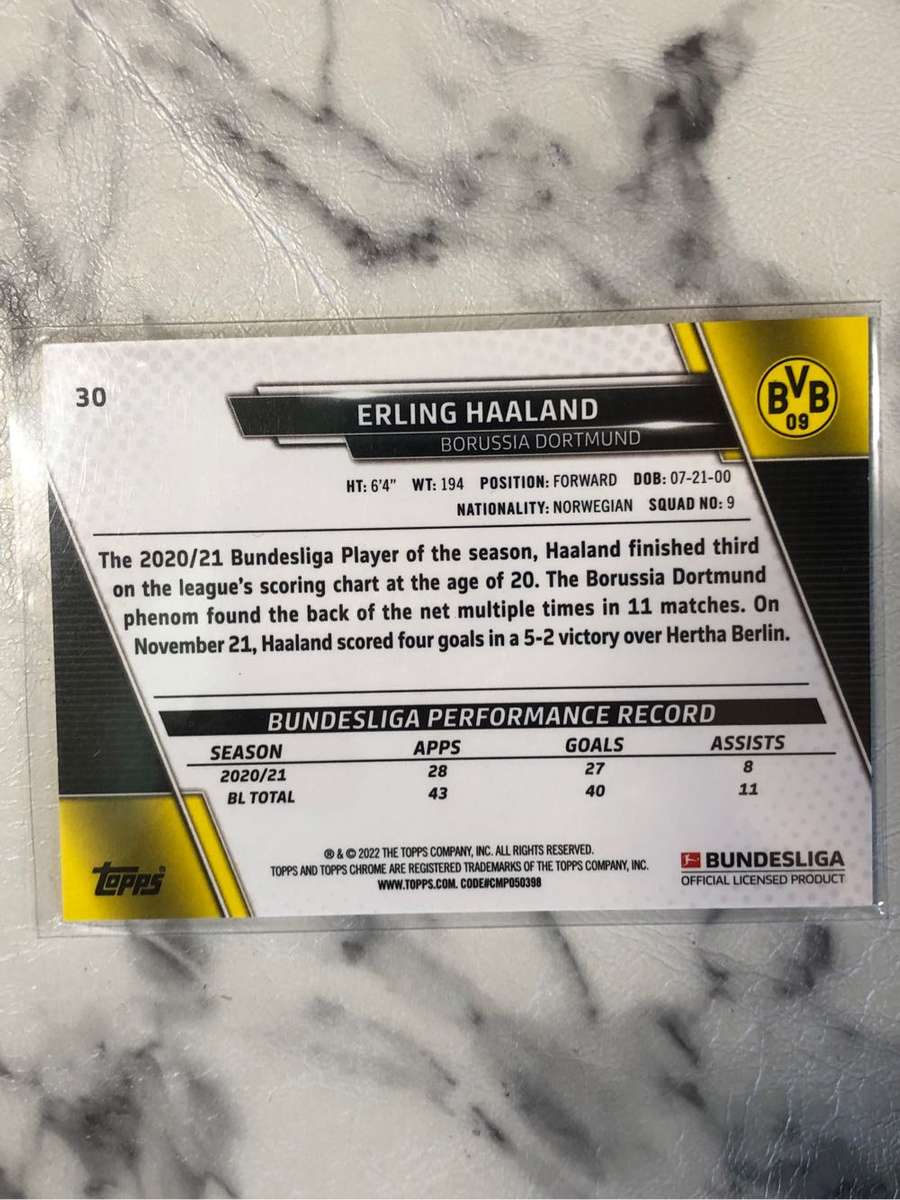 30
ERLING HAALAND
BORUSSIA DORTMUND
BVB
09
HT: 6'4" WT: 194 POSITION: FORWARD DOB: 07-21-00
NATIONALITY: NORWEGIAN SQUAD NO: 9
The 2020/21 Bundesliga Player of the season, Haaland finished third
on the league's scoring chart at the age of 20. The Borussia Dortmund
phenom found the back of the net multiple times in 11 matches. On
November 21, Haaland scored four goals in a 5-2 victory over Hertha Berlin.
BUNDESLIGA PERFORMANCE RECORD
SEASON APPS GOALS ASSISTS
2020/21 28 27 8
BL TOTAL 43 40 11
® & © 2022 THE TOPPS COMPANY, INC. ALL RIGHTS RESERVED.
TOPPS AND TOPPS CHROME ARE REGISTERED TRADEMARKS OF THE TOPPS COMPANY, INC.
WWW.TOPPS.COM. CODE#CMP050398
topps®
BUNDESLIGA
OFFICIAL LICENSED PRODUCT